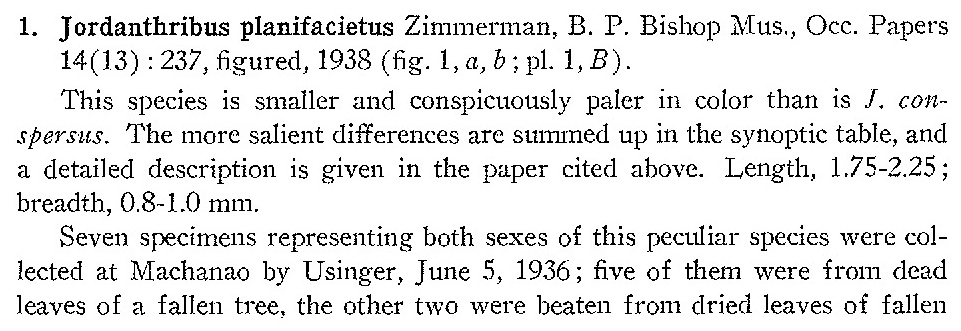 1. Jordanthribus planifacietus Zimmerman, B. P. Bishop Mus., Occ. Papers
14(13) : 237, figured, 1938 (fig. 1, a, b ; pl. 1, B).
This species is smaller and conspicuously paler in color than is J. con-
spersus. The more salient differences are summed up in the synoptic table, and
a detailed description is given in the paper cited above. Length, 1.75-2.25;
breadth, 0.8-1.0 mm.
Seven specimens representing both sexes of this peculiar species were col-
lected at Machanao by Usinger, June 5, 1936; five of them were from dead
leaves of a fallen tree, the other two were beaten from dried leaves of fallen